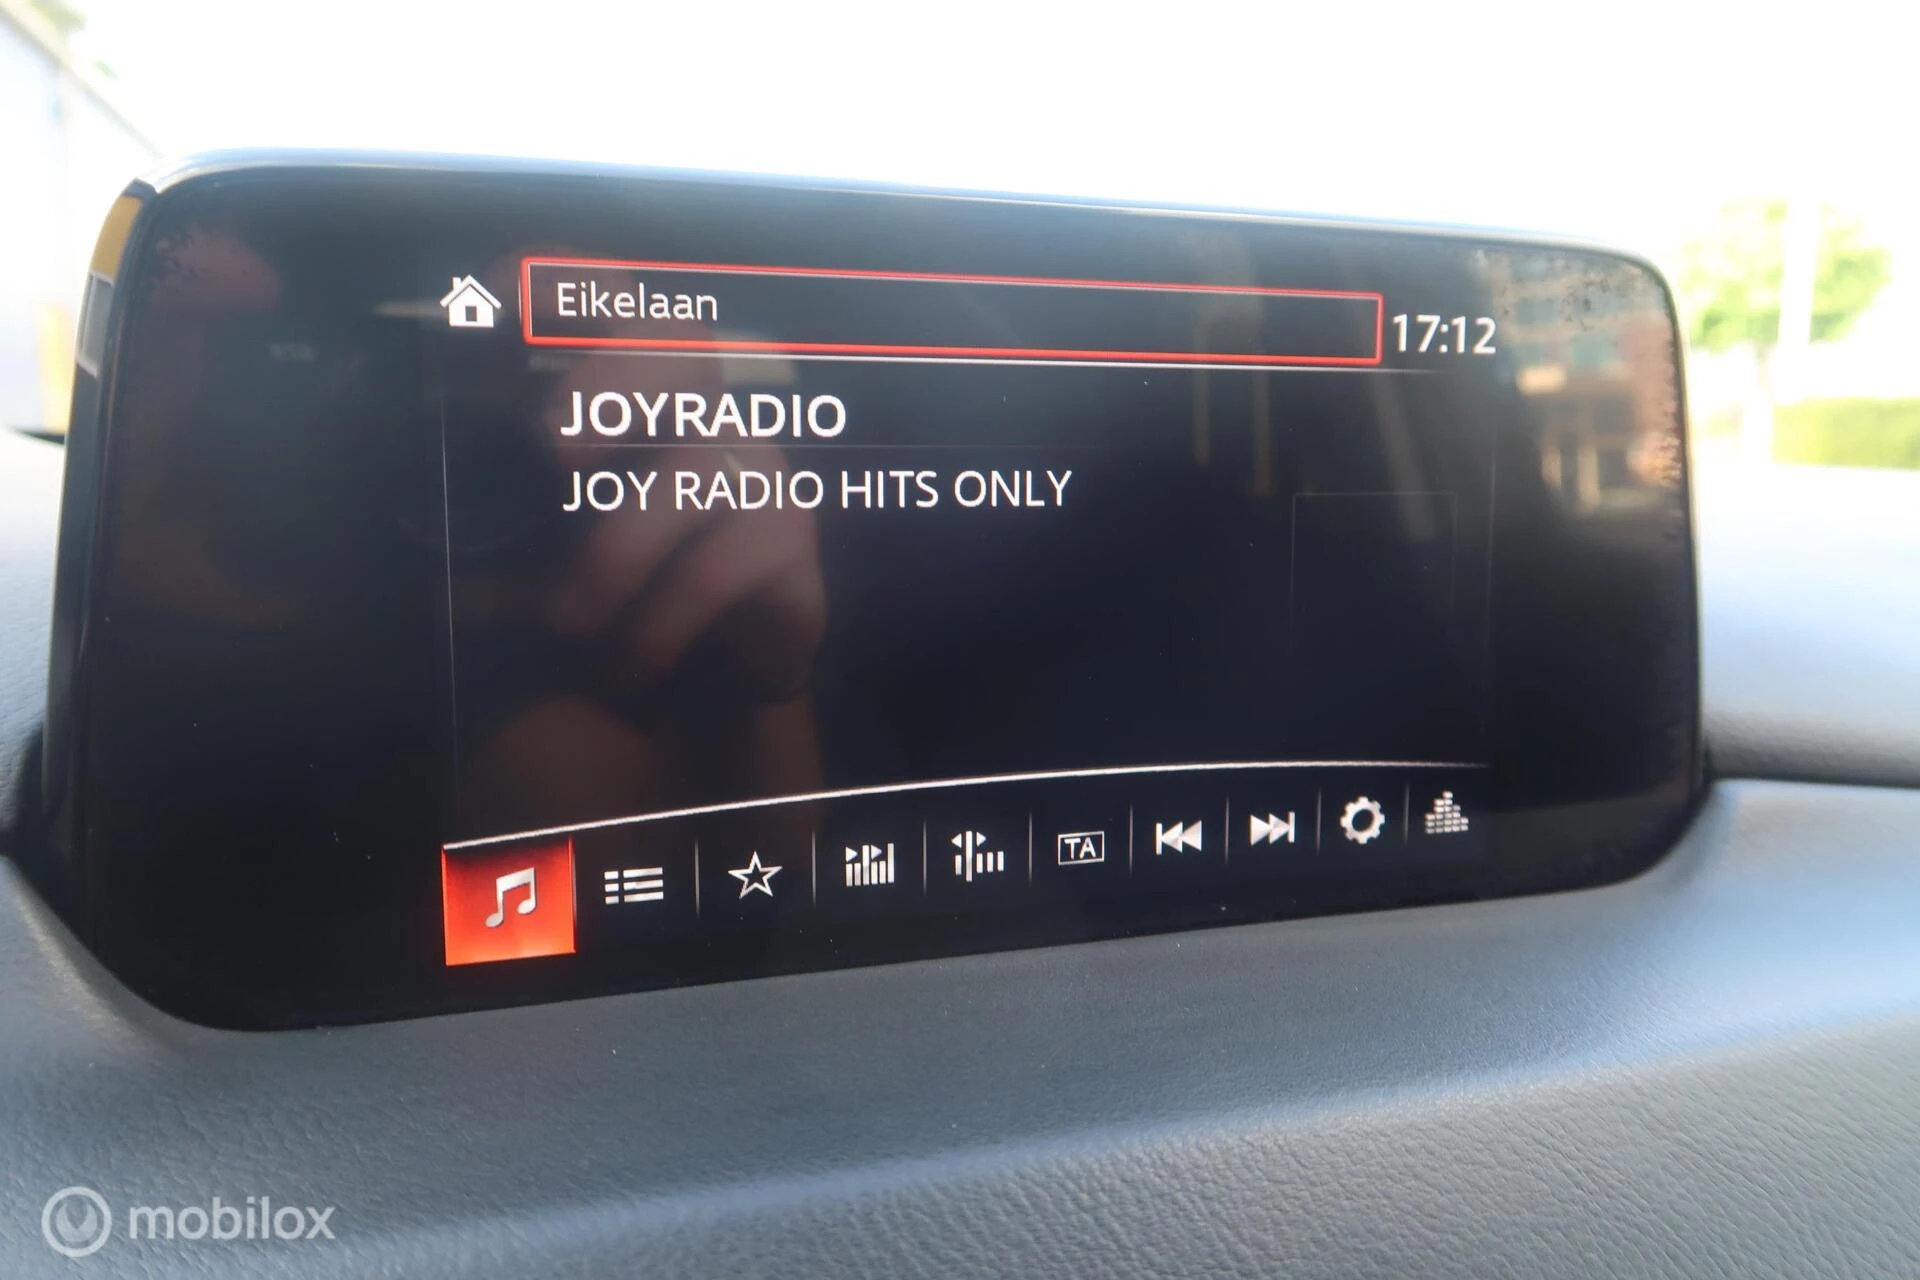 Eikelaan
17:12
JOYRADIO
JOY RADIO HITS ONLY
TA
mobilox